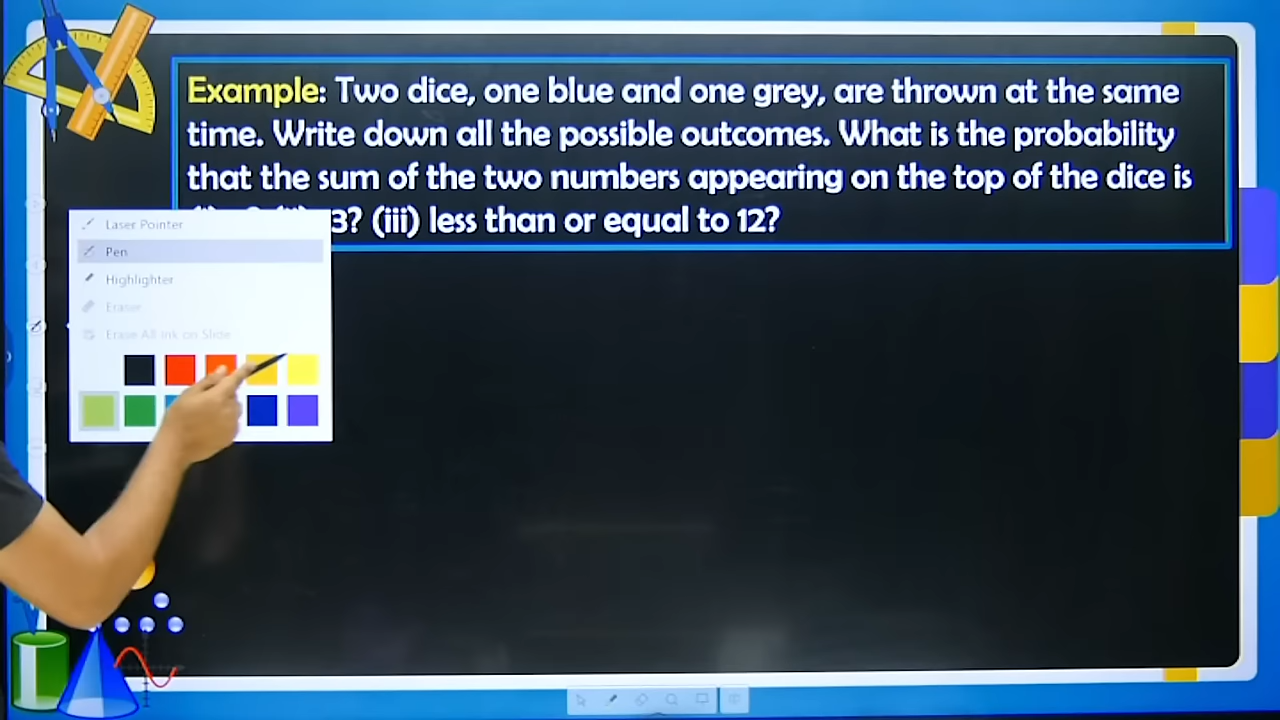 Example: Two dice, one blue and one grey, are thrown at the same
time. Write down all the possible outcomes. What is the probability
that the sum of the two numbers appearing on the top of the dice is
3? (iii) less than or equal to 12?
Laser Pointer
Pen
Highlighter
Eraser
Erase All Ink on Slide